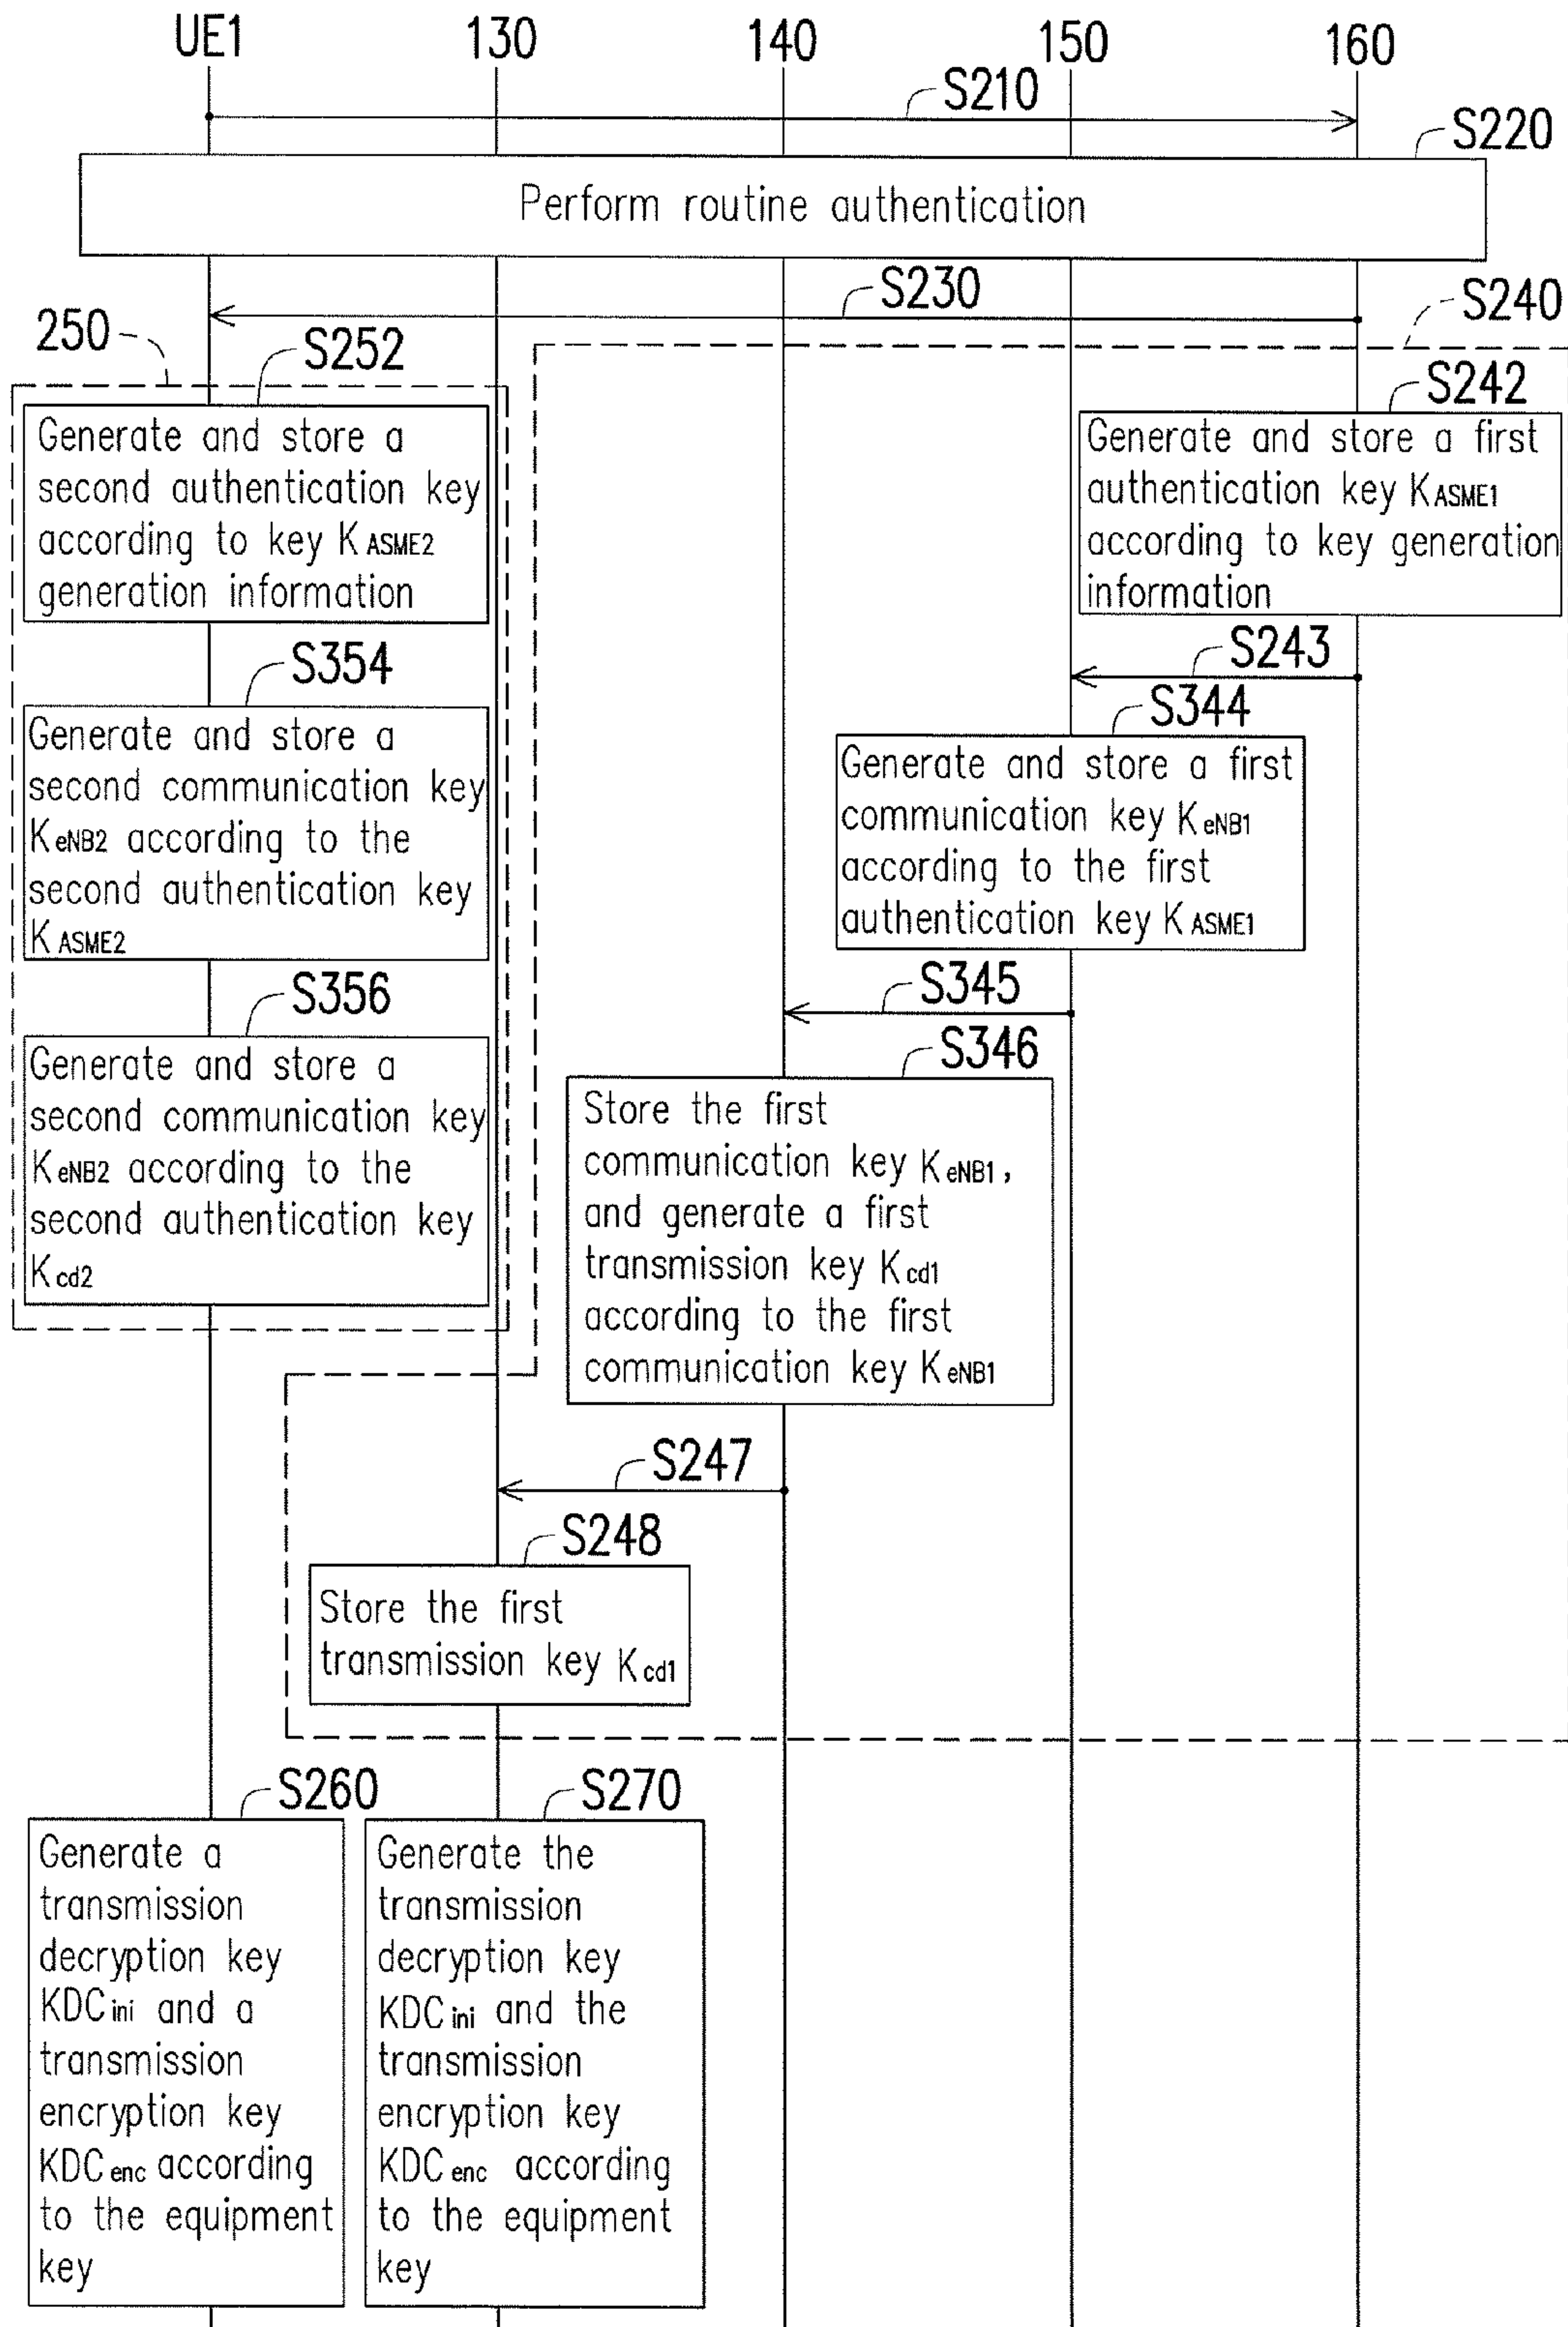 UE1 130 140 150 160
S210
S220
Perform routine authentication
S230
S240
250
S252
Generate and store a
second authentication key
according to key KASME2
generation information
S242
Generate and store a first
authentication key KASME1
according to key generation
information
S243
S354
Generate and store a
second communication key
KeNB2 according to the
second authentication key
KASME2
S344
Generate and store a first
communication key KeNB1
according to the first
authentication key KASME1
S345
S356
Generate and store a
second communication key
KeNB2 according to the
second authentication key
Kcd2
S346
Store the first
communication key KeNB1,
and generate a first
transmission key Kcd1
according to the first
communication key KeNB1
S247
S248
Store the first
transmission key Kcd1
S260
Generate a
transmission
decryption key
KDCini and a
transmission
encryption key
KDCenc according
to the equipment
key
S270
Generate the
transmission
decryption key
KDCini and the
transmission
encryption key
KDCenc according
to the equipment
key